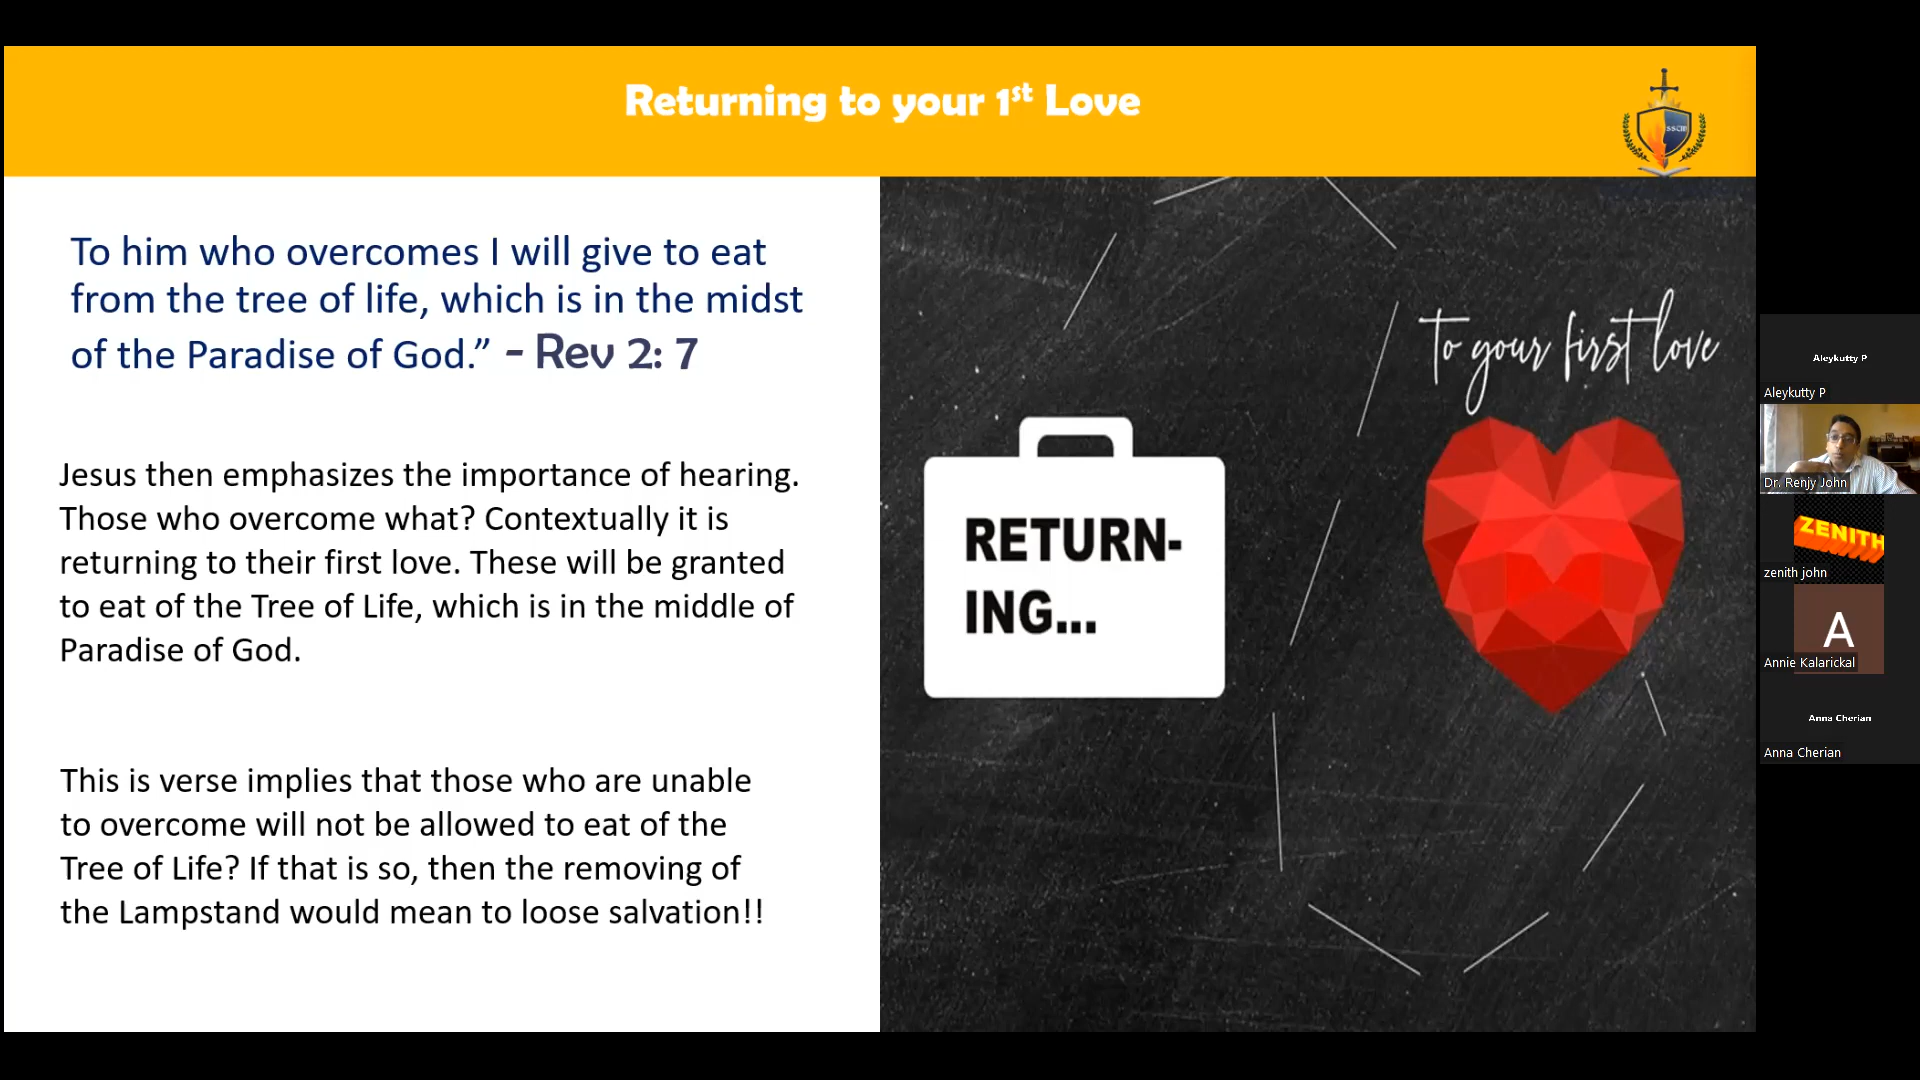 Returning to your 1st Love
SSCM
To him who overcomes I will give to eat
from the tree of life, which is in the midst
of the Paradise of God.” - Rev 2: 7
Jesus then emphasizes the importance of hearing.
Those who overcome what? Contextually it is
returning to their first love. These will be granted
to eat of the Tree of Life, which is in the middle of
Paradise of God.
This is verse implies that those who are unable
to overcome will not be allowed to eat of the
Tree of Life? If that is so, then the removing of
the Lampstand would mean to loose salvation!!
to your first love
RETURN-
ING...
Aleykutty P
Aleykutty P
Dr. Renjy John
ZENITH
zenith john
A
Annie Kalarickal
Anna Cherian
Anna Cherian